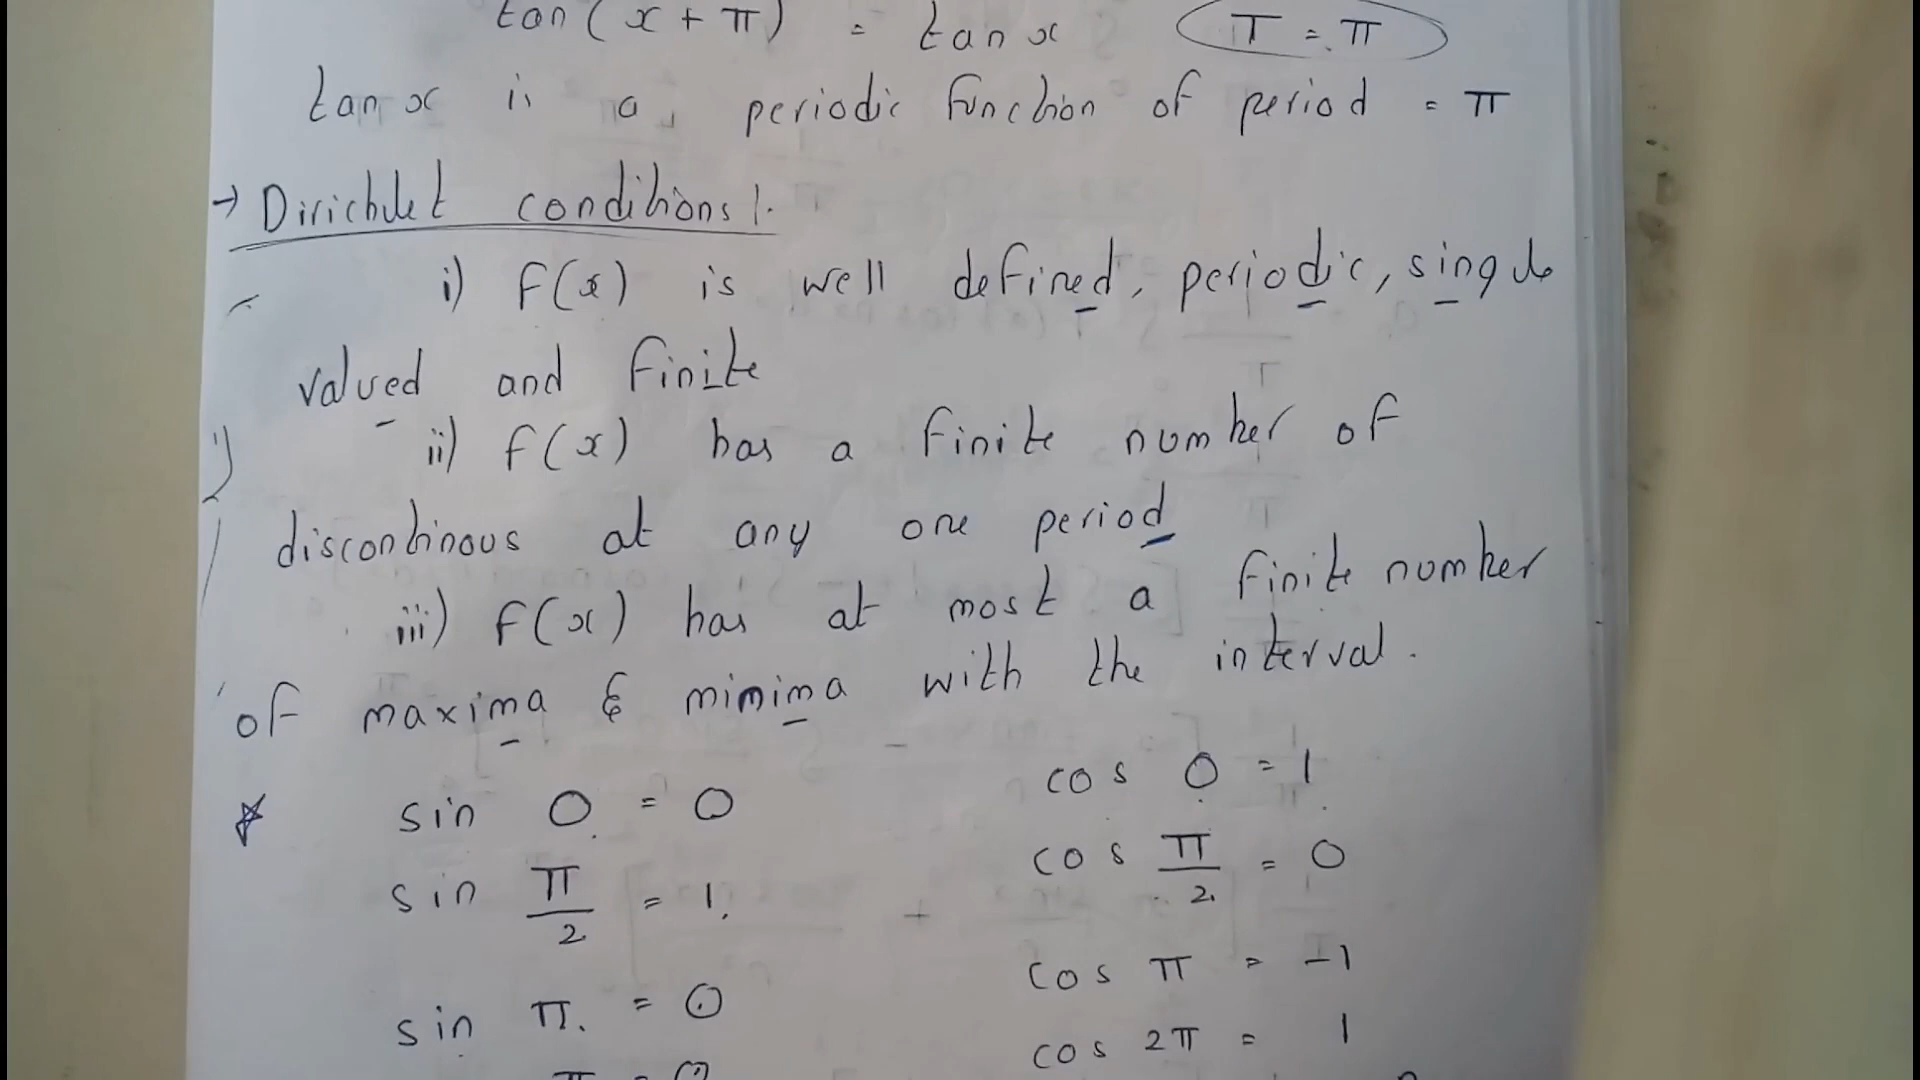 tan(x + π) = tan x T = π
tan x is a periodic function of period = π
→ Dirichlet conditions :-
i) f(x) is well defined, periodic, single
valued and finite
ii) f(x) has a finite number of
discontinous at any one period
iii) f(x) has at most a finite number
of maxima & minima with the interval.
☆ sin 0 = 0 cos 0 = 1
sin π/2 = 1 cos π/2 = 0
sin π = 0 cos π = -1
cos 2π = 1